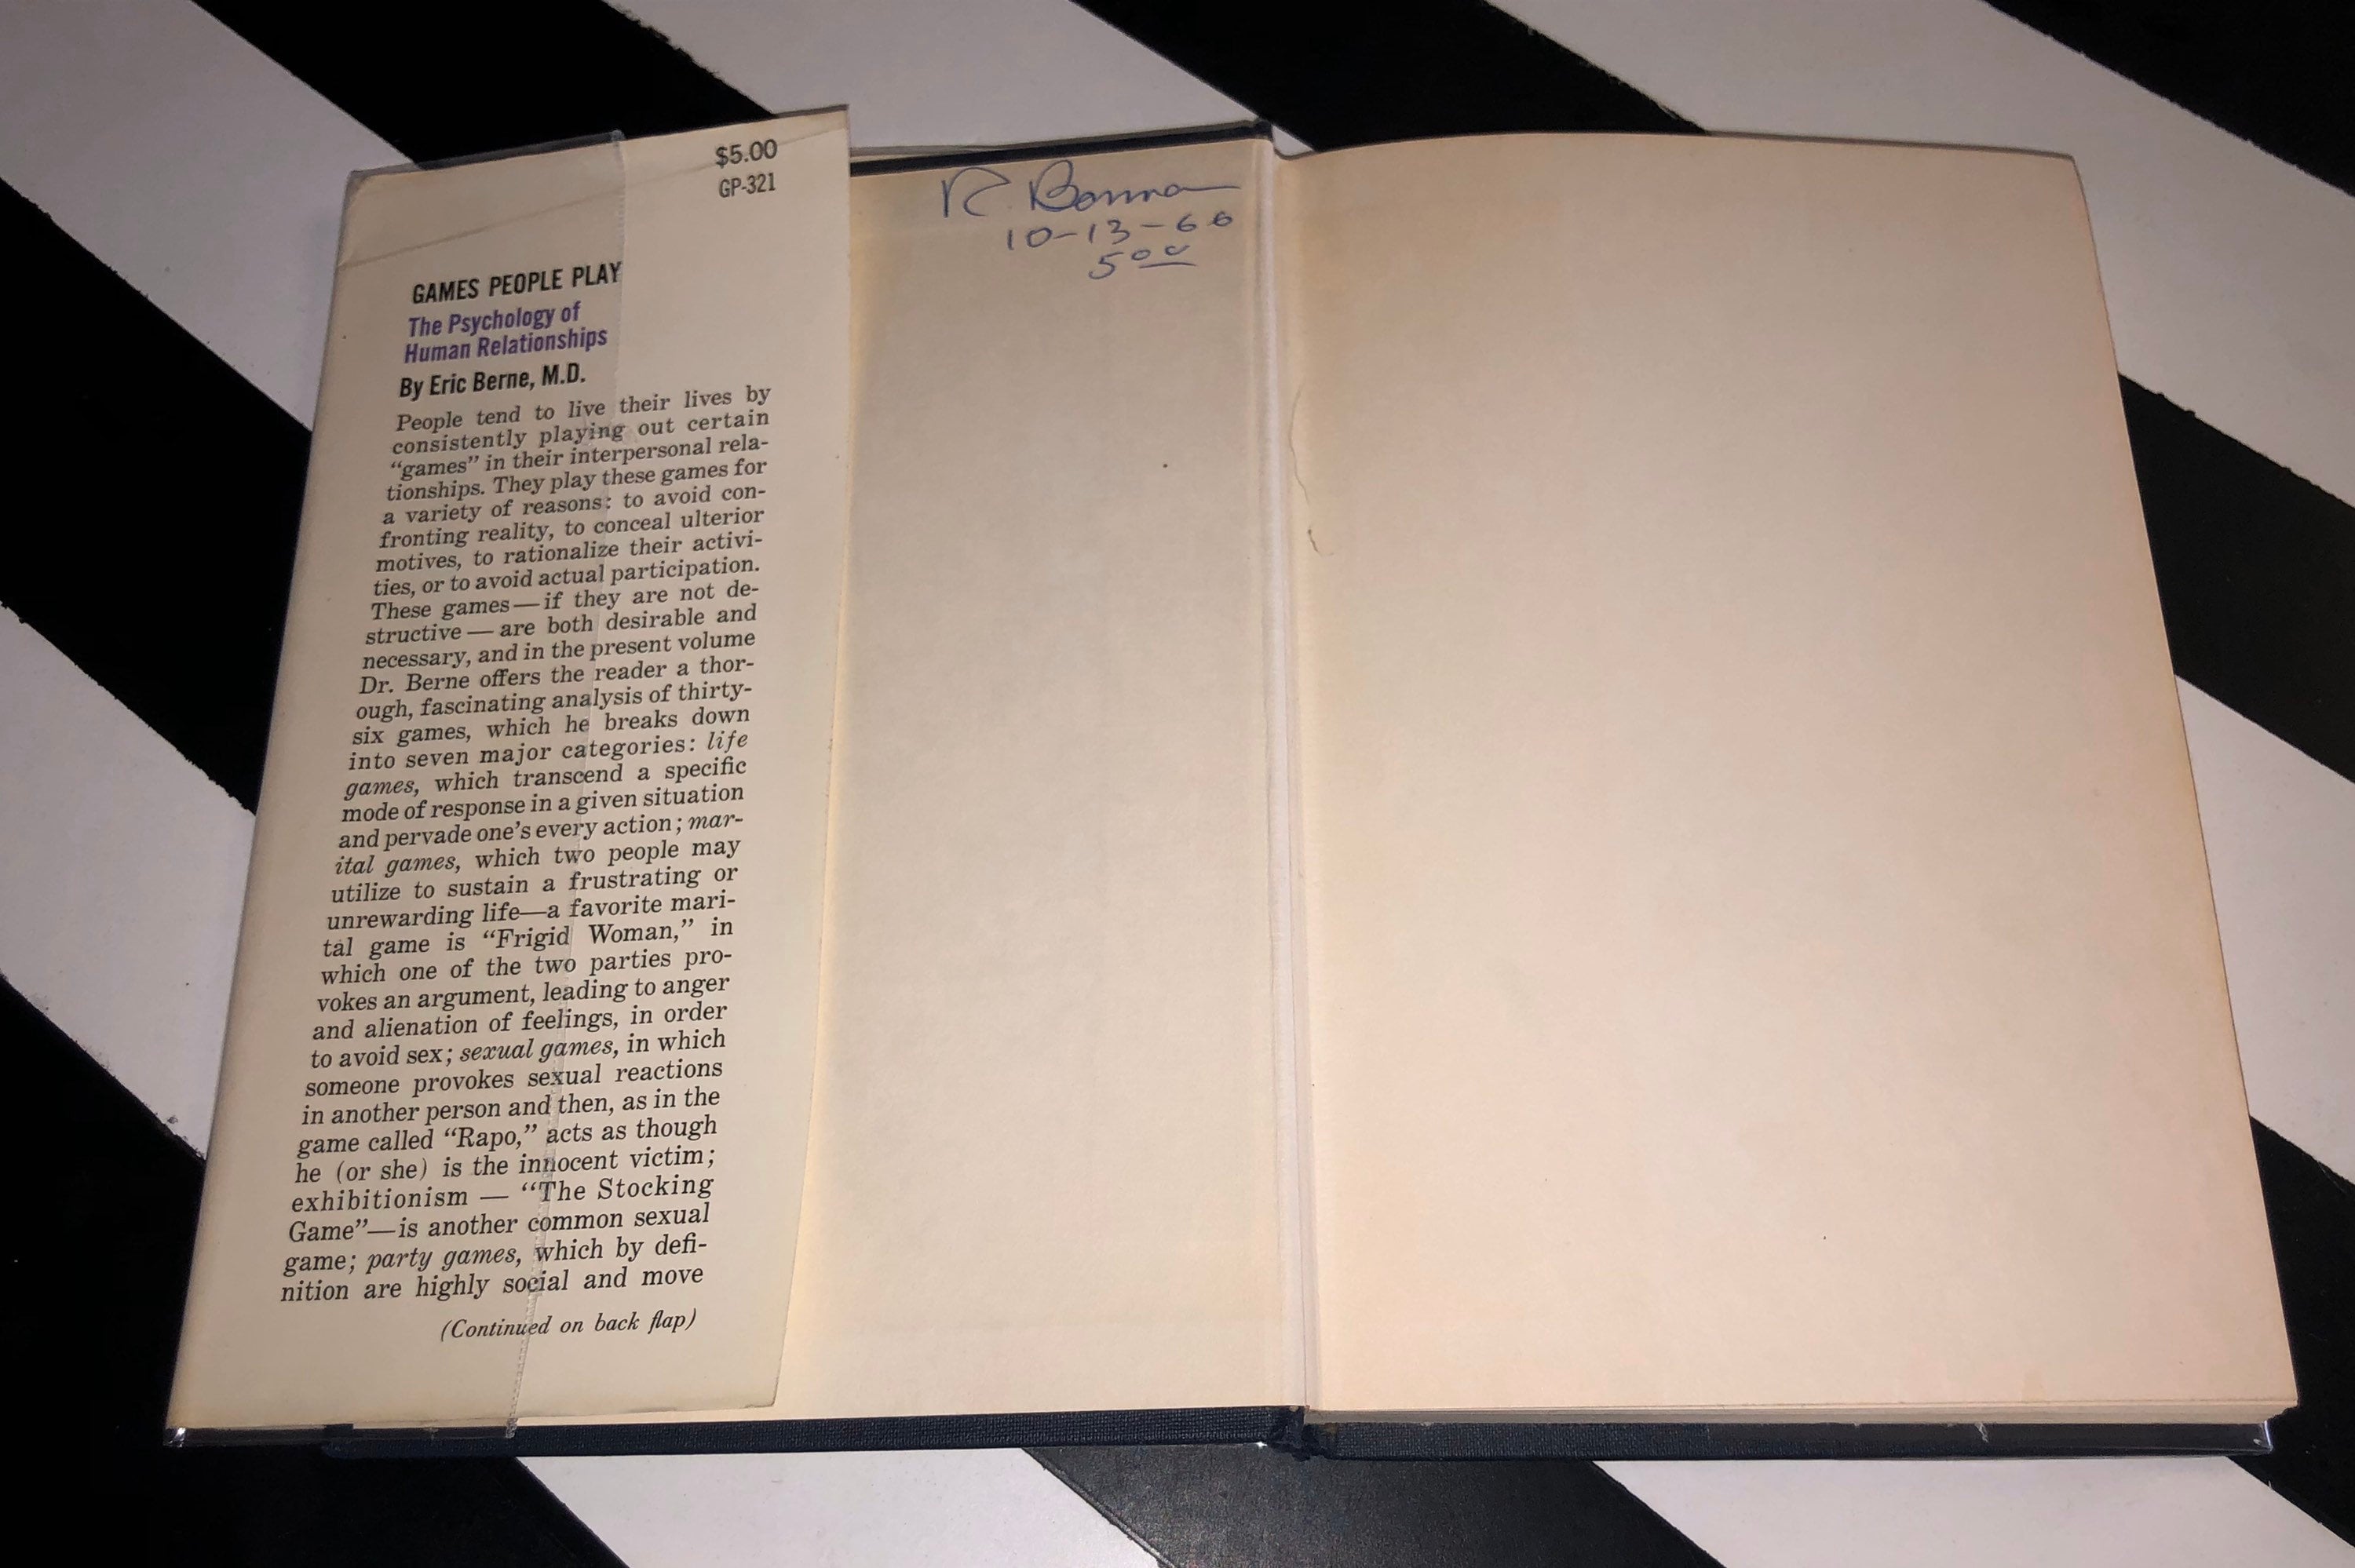 $5.00
GP-321
GAMES PEOPLE PLAY
The Psychology of
Human Relationships
By Eric Berne, M.D.
People tend to live their lives by
consistently playing out certain
“games” in their interpersonal rela-
tionships. They play these games for
a variety of reasons: to avoid con-
fronting reality, to conceal ulterior
motives, to rationalize their activi-
ties, or to avoid actual participation.
These games—if they are not de-
structive — are both desirable and
necessary, and in the present volume
Dr. Berne offers the reader a thor-
ough, fascinating analysis of thirty-
six games, which he breaks down
into seven major categories: life
games, which transcend a specific
mode of response in a given situation
and pervade one’s every action; mar-
ital games, which two people may
utilize to sustain a frustrating or
unrewarding life—a favorite mari-
tal game is “Frigid Woman,” in
which one of the two parties pro-
vokes an argument, leading to anger
and alienation of feelings, in order
to avoid sex; sexual games, in which
someone provokes sexual reactions
in another person and then, as in the
game called “Rapo,” acts as though
he (or she) is the innocent victim;
exhibitionism — “The Stocking
Game”—is another common sexual
game; party games, which by defi-
nition are highly social and move
(Continued on back flap)
R.
10-13-66
5 00